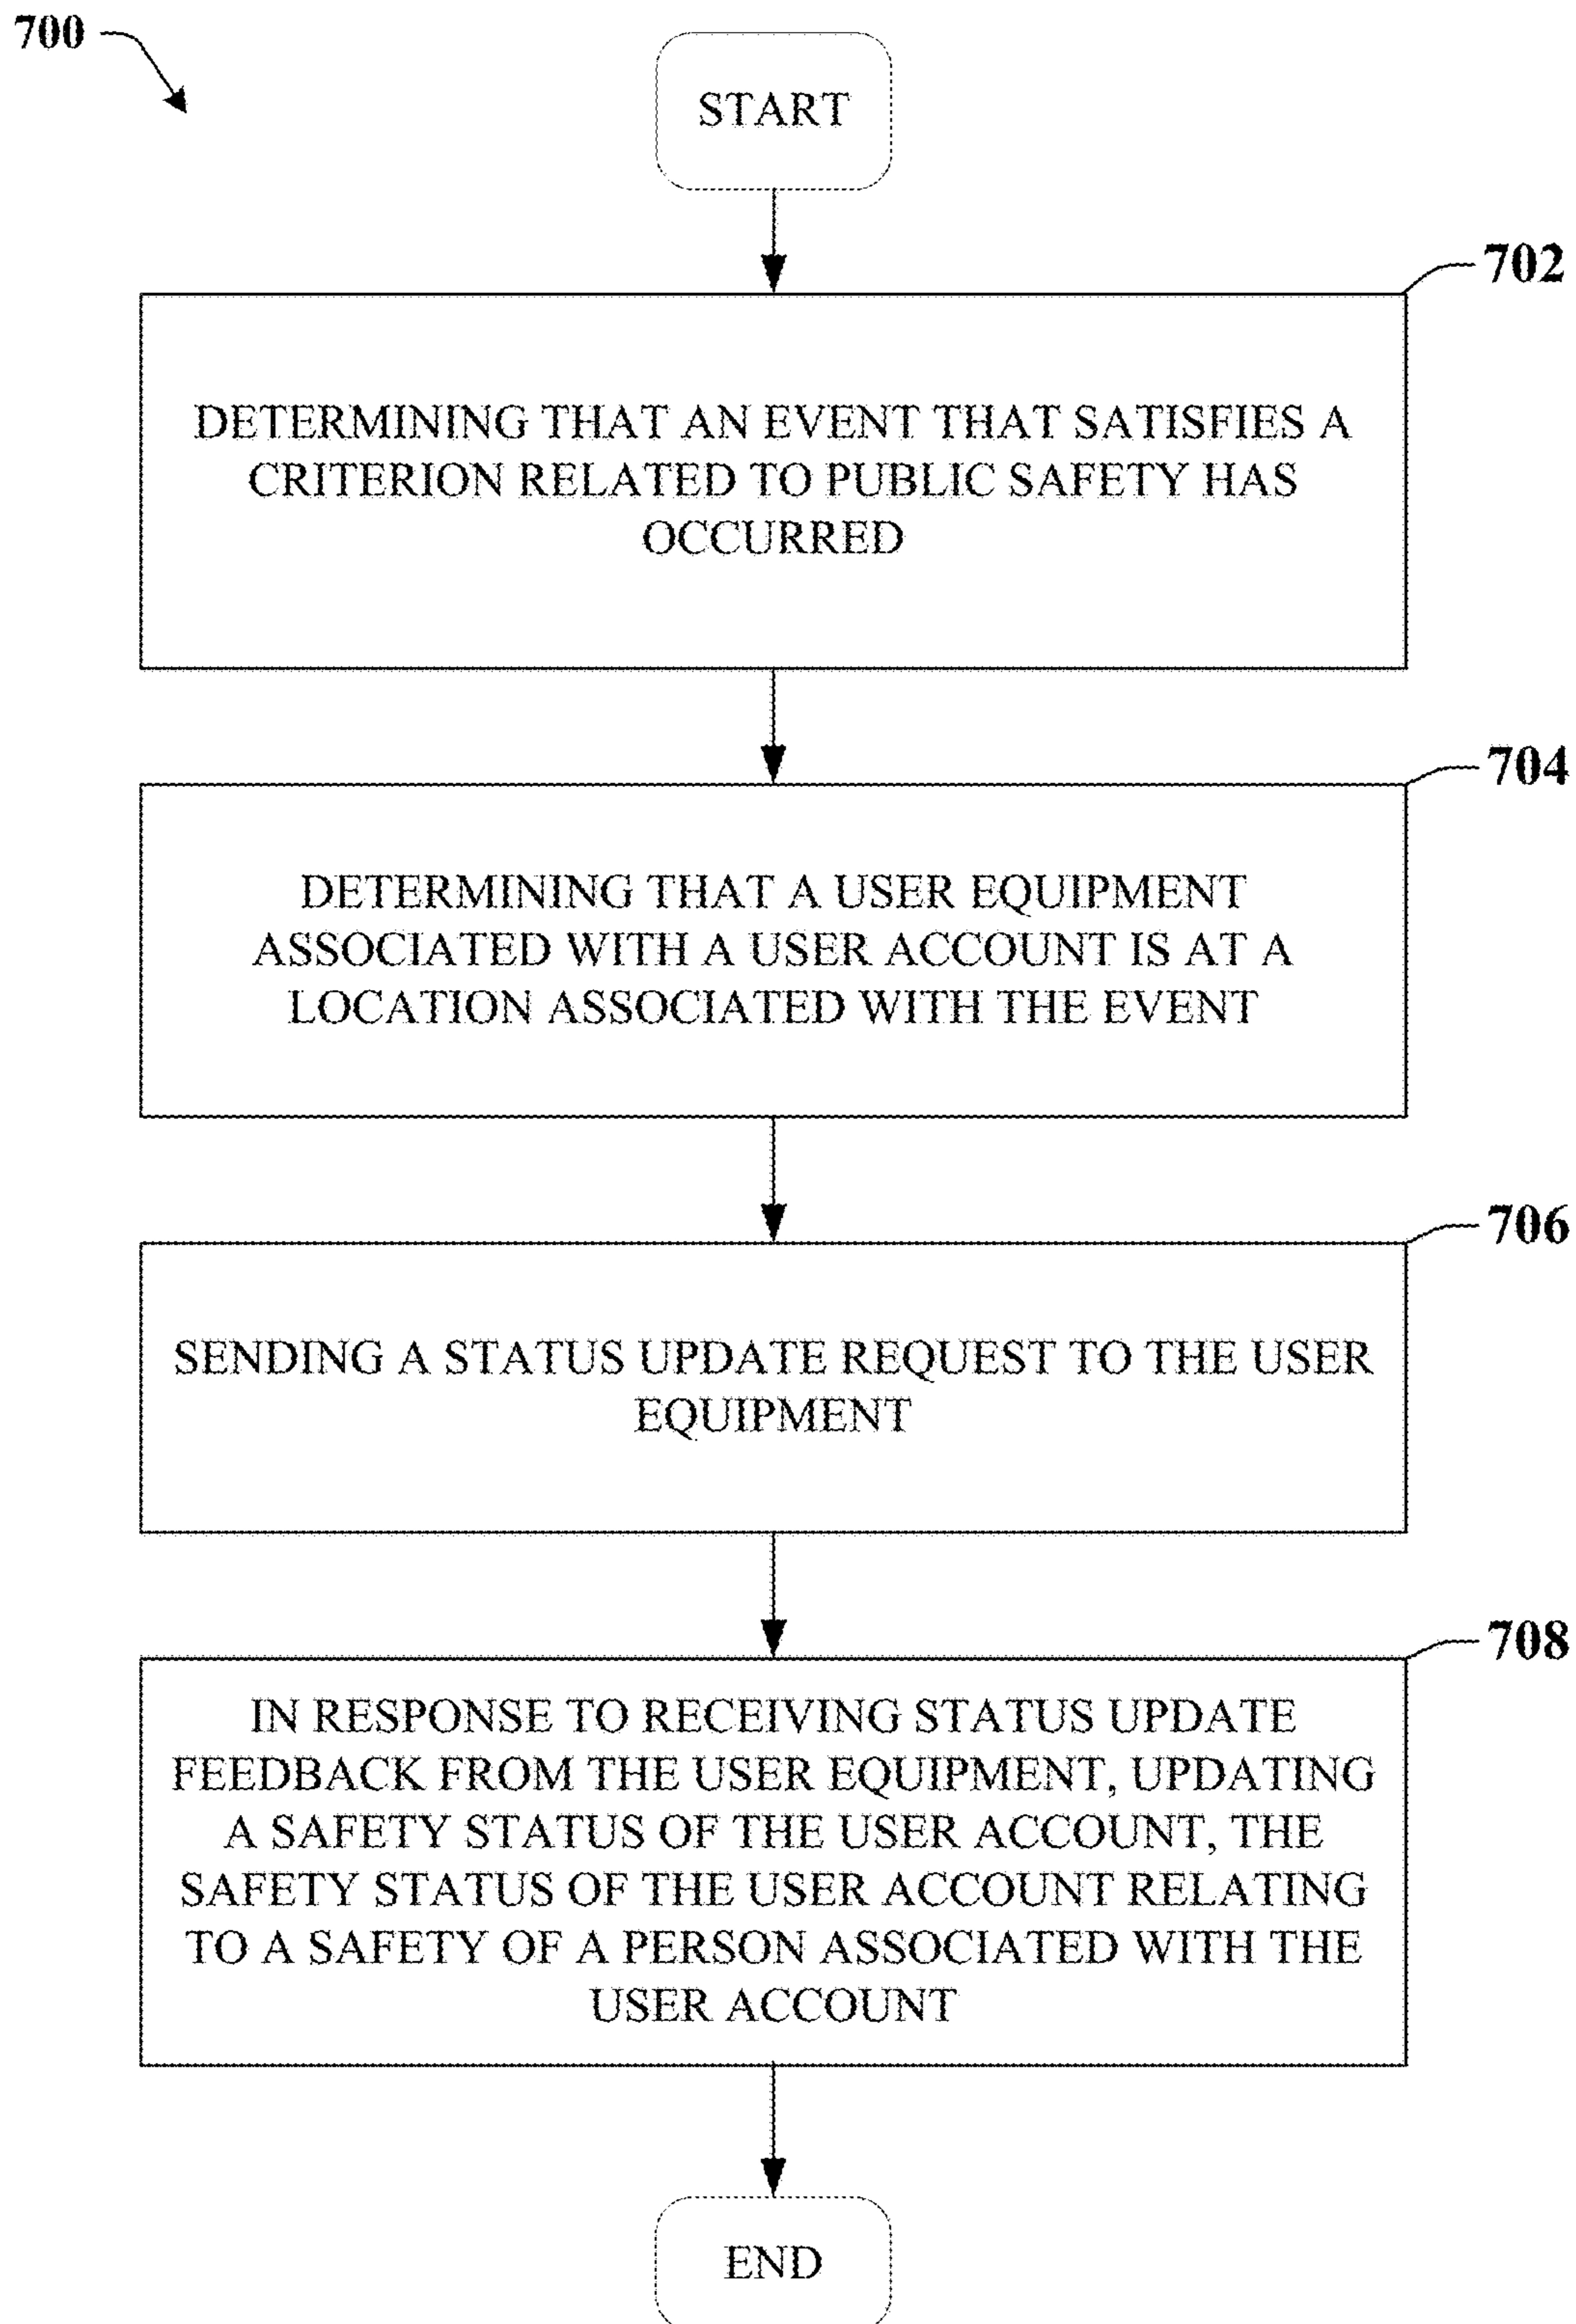 700
START
702
DETERMINING THAT AN EVENT THAT SATISFIES A
CRITERION RELATED TO PUBLIC SAFETY HAS
OCCURRED
704
DETERMINING THAT A USER EQUIPMENT
ASSOCIATED WITH A USER ACCOUNT IS AT A
LOCATION ASSOCIATED WITH THE EVENT
706
SENDING A STATUS UPDATE REQUEST TO THE USER
EQUIPMENT
708
IN RESPONSE TO RECEIVING STATUS UPDATE
FEEDBACK FROM THE USER EQUIPMENT, UPDATING
A SAFETY STATUS OF THE USER ACCOUNT, THE
SAFETY STATUS OF THE USER ACCOUNT RELATING
TO A SAFETY OF A PERSON ASSOCIATED WITH THE
USER ACCOUNT
END